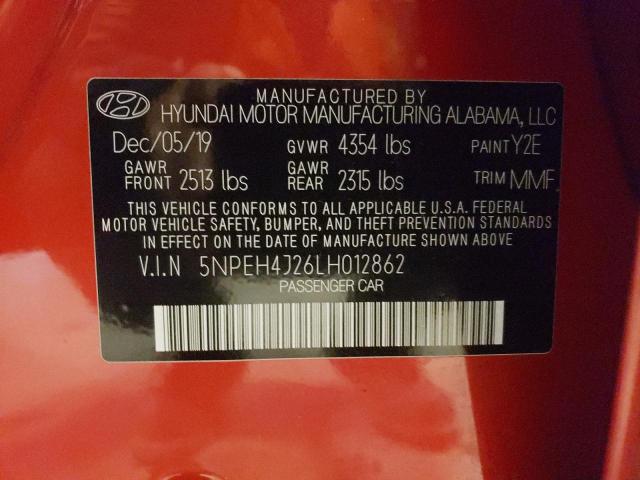 MANUFACTURED BY
HYUNDAI MOTOR MANUFACTURING ALABAMA, LLC
Dec/05/19 GVWR 4354 lbs PAINT Y2E
GAWR FRONT 2513 lbs GAWR REAR 2315 lbs TRIM MMF
THIS VEHICLE CONFORMS TO ALL APPLICABLE U.S.A. FEDERAL
MOTOR VEHICLE SAFETY, BUMPER, AND THEFT PREVENTION STANDARDS
IN EFFECT ON THE DATE OF MANUFACTURE SHOWN ABOVE.
V.I.N 5NPEH4J26LH012862
PASSENGER CAR